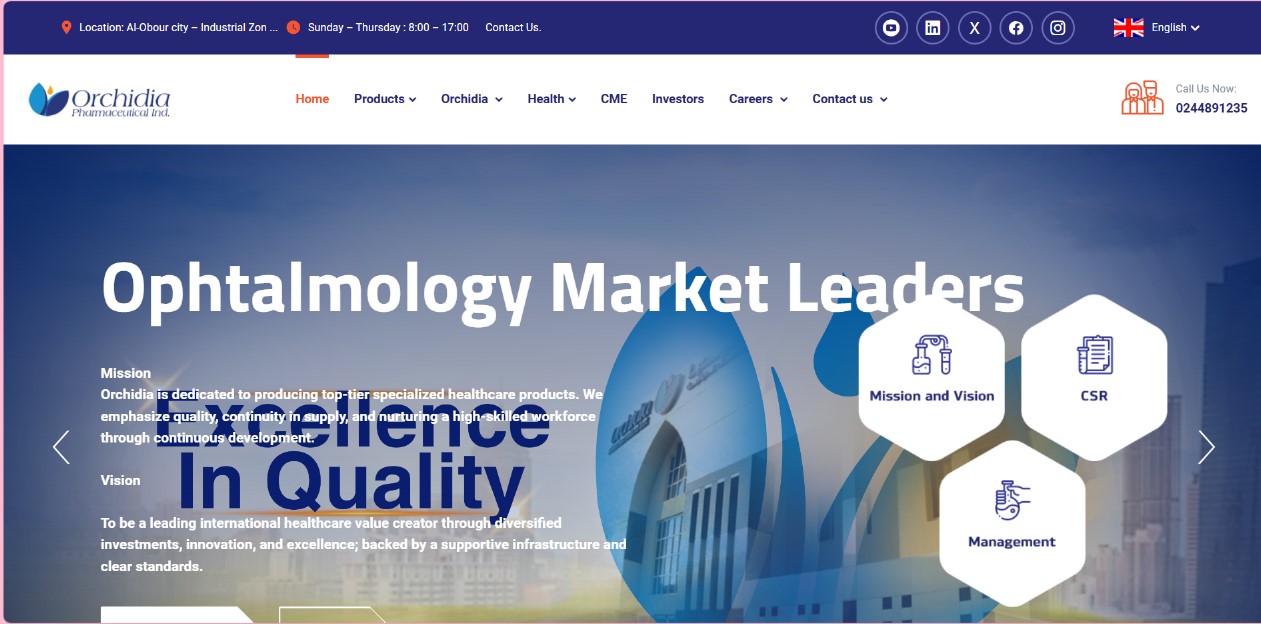 Location: Al-Obour city – Industrial Zon ... Sunday – Thursday : 8:00 – 17:00 Contact Us. X English
Orchidia
Pharmaceutical Ind.
Home Products Orchidia Health CME Investors Careers Contact us
Call Us Now:
0244891235
Ophtalmology Market Leaders
Mission
Orchidia is dedicated to producing top-tier specialized healthcare products. We
emphasize quality, continuity in supply, and nurturing a high-skilled workforce
through continuous development.
Excellence
In Quality
Vision
To be a leading international healthcare value creator through diversified
investments, innovation, and excellence; backed by a supportive infrastructure and
clear standards.
Mission and Vision
CSR
Management